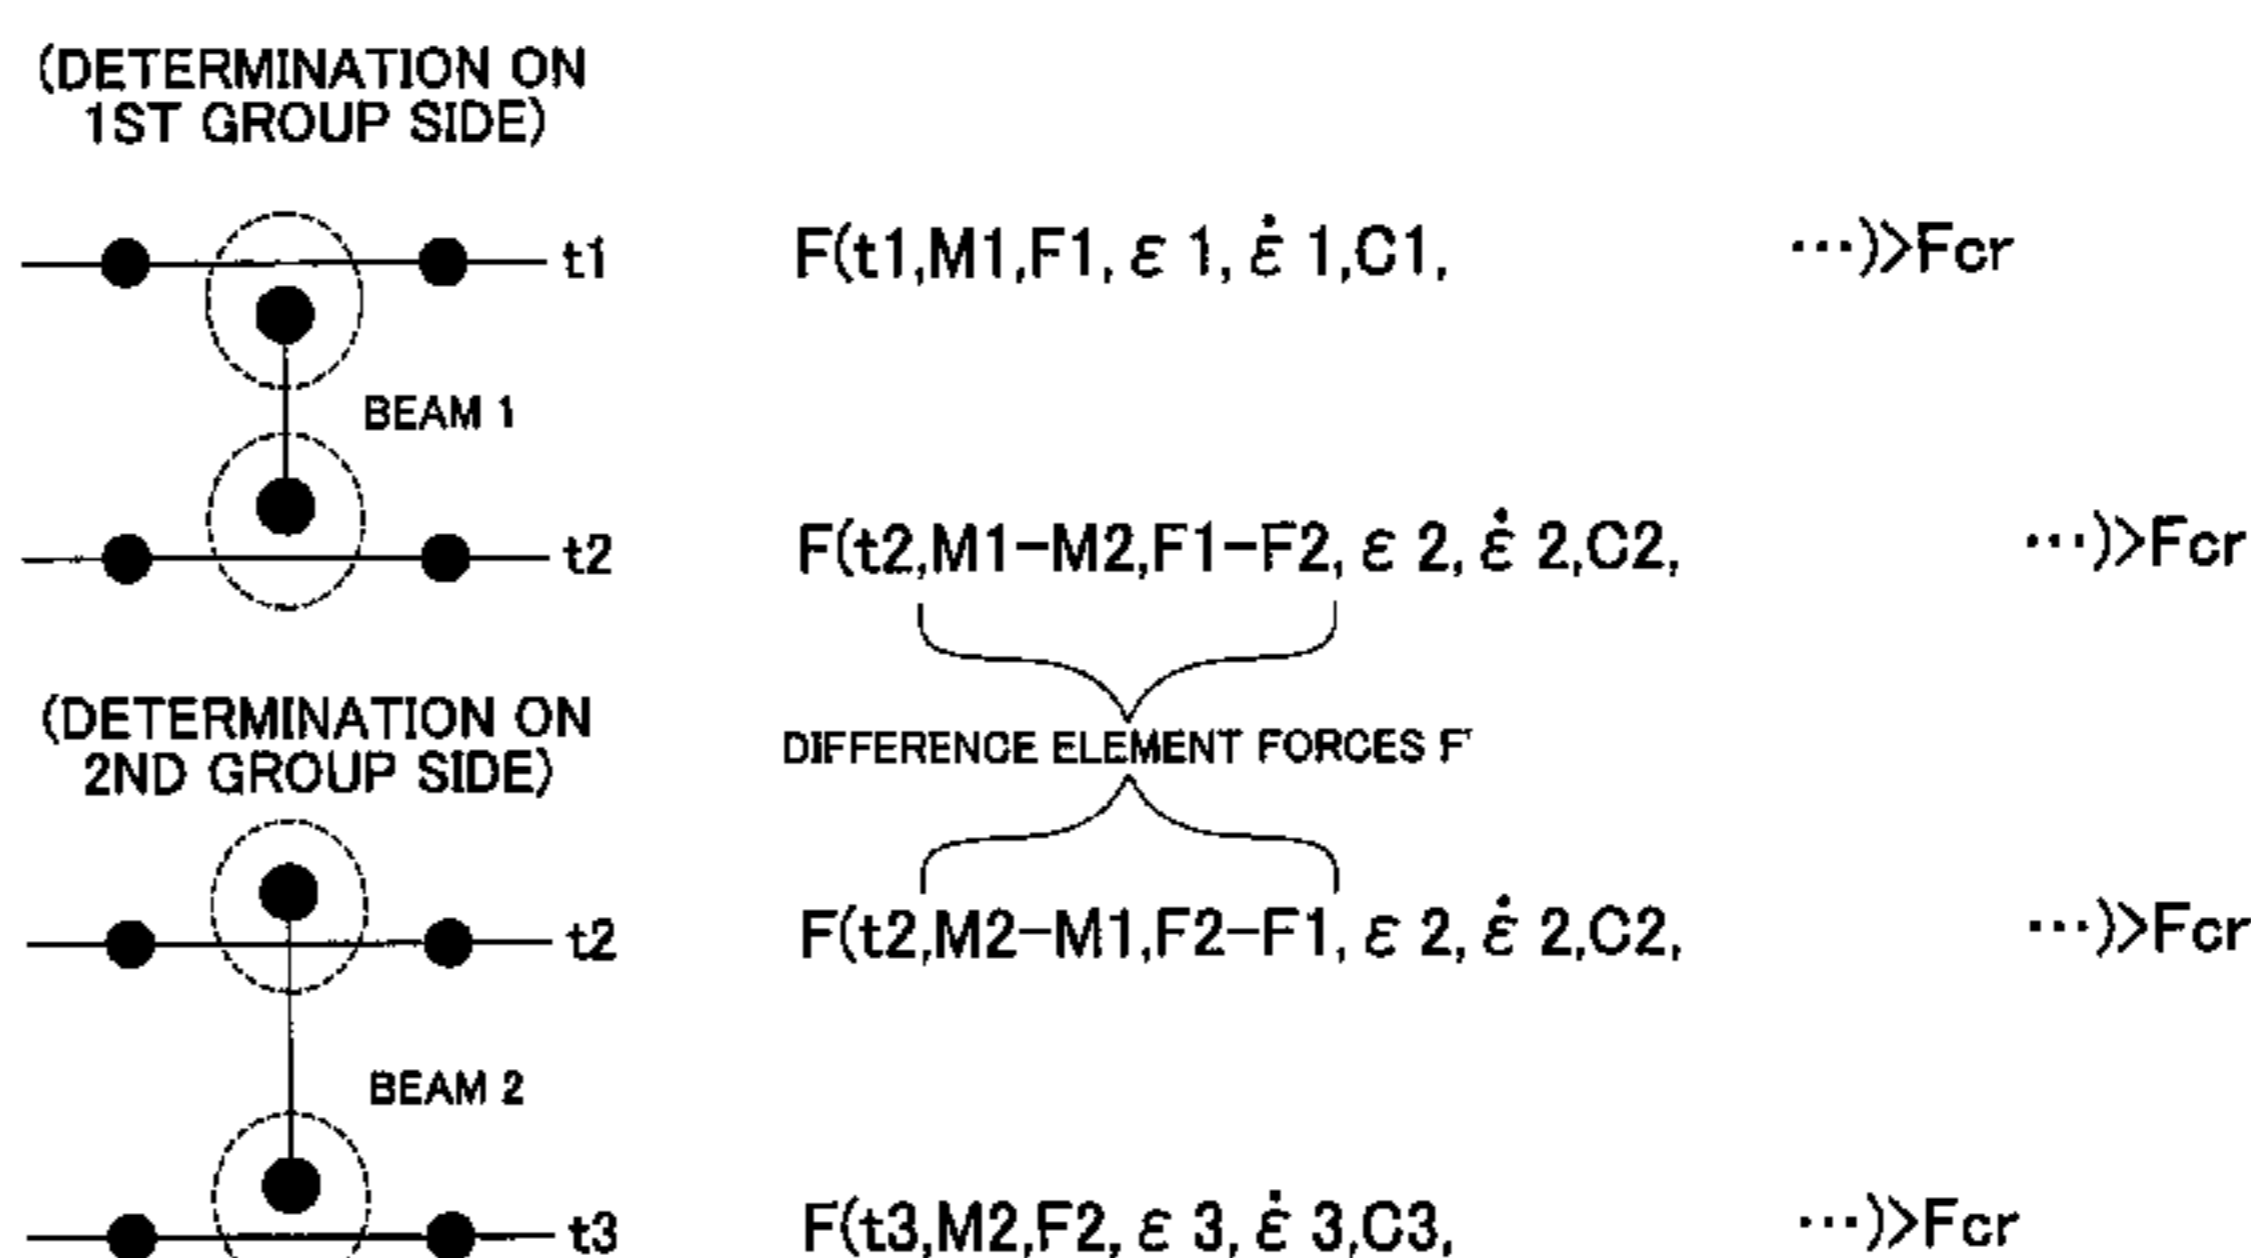 (DETERMINATION ON
1ST GROUP SIDE)
t1 F(t1,M1,F1, ε 1, ε̇ 1,C1, ···)>Fcr
BEAM 1
t2 F(t2,M1−M2,F1−F2, ε 2, ε̇ 2,C2, ···)>Fcr
(DETERMINATION ON
2ND GROUP SIDE)
DIFFERENCE ELEMENT FORCES F'
t2 F(t2,M2−M1,F2−F1, ε 2, ε̇ 2,C2, ···)>Fcr
BEAM 2
t3 F(t3,M2,F2, ε 3, ε̇ 3,C3, ···)>Fcr